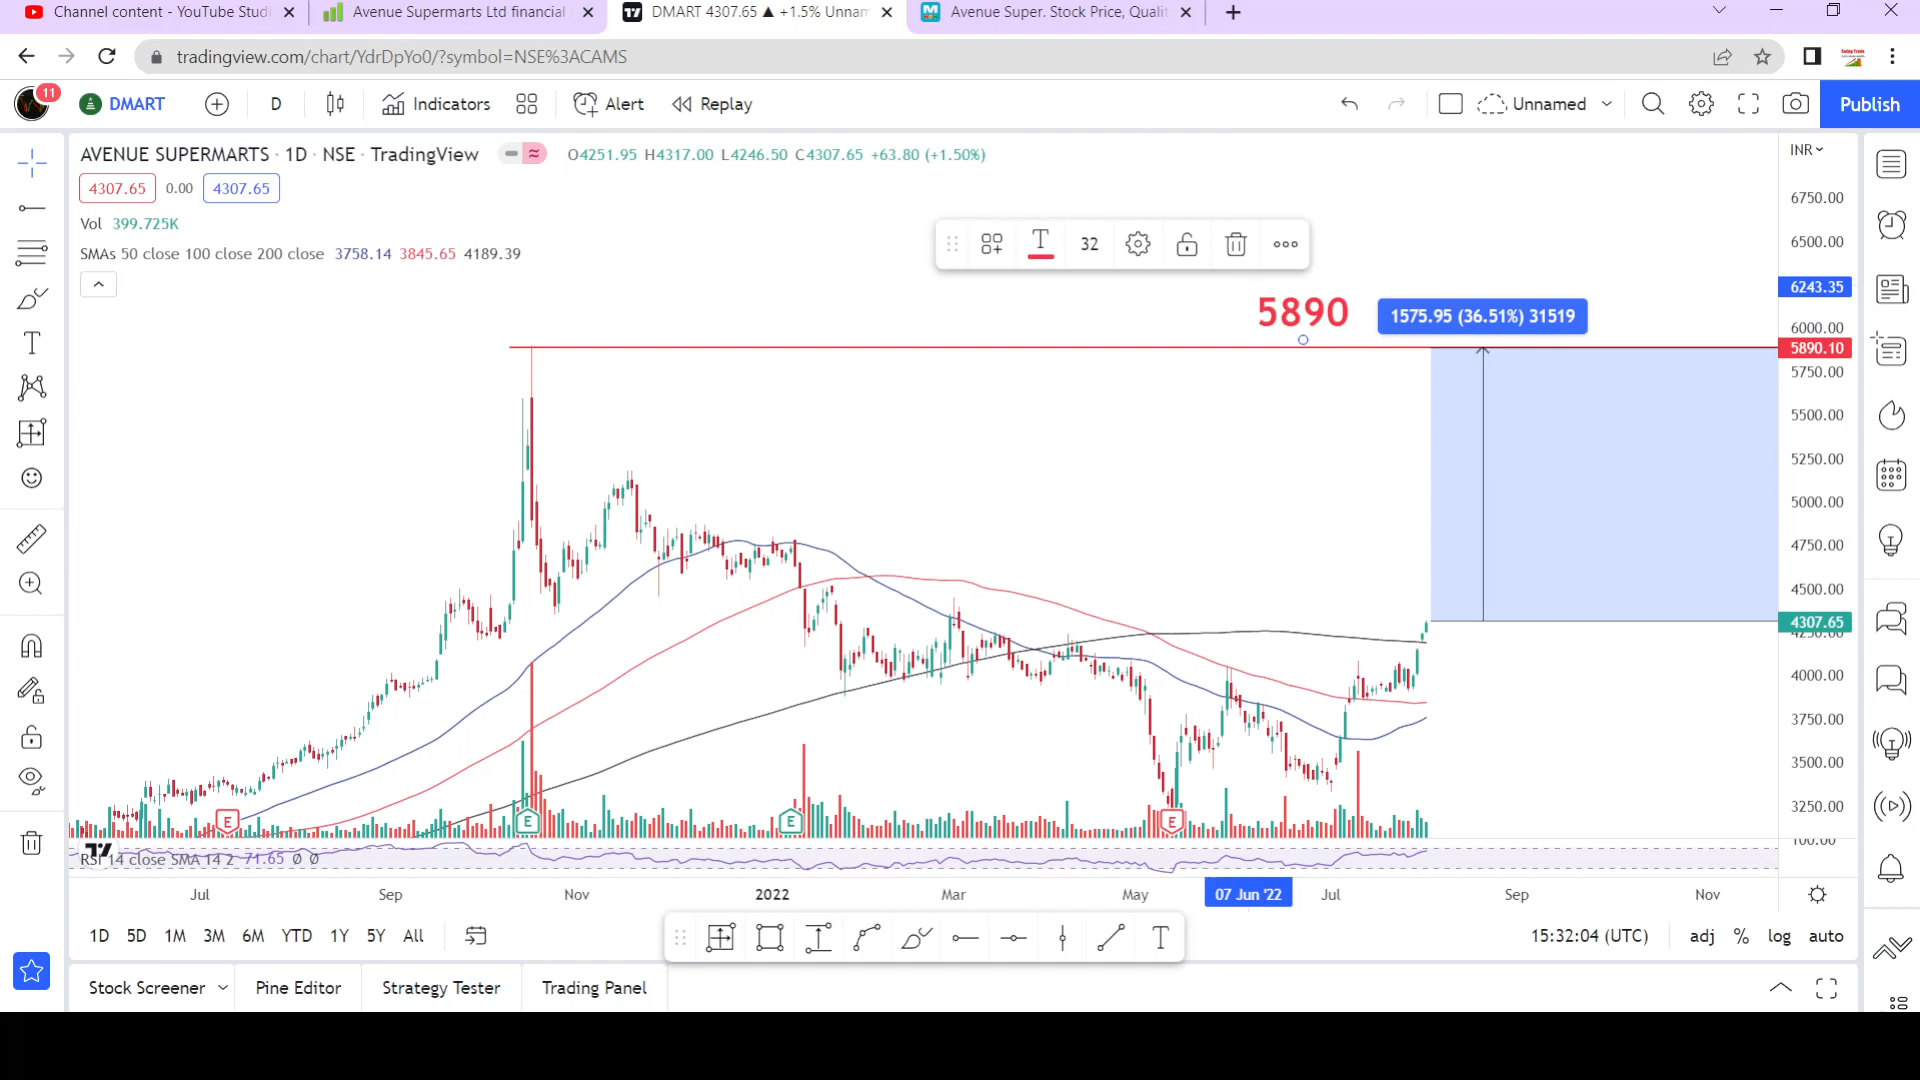 Channel content - YouTube Studi
Avenue Supermarts Ltd financial
DMART 4307.65 ▲ +1.5% Unnam
Avenue Super. Stock Price, Quali
tradingview.com/chart/YdrDpYo0/?symbol=NSE%3ACAMS
11
DMART
D
Indicators
Alert
Replay
Unnamed
Publish
AVENUE SUPERMARTS · 1D · NSE · TradingView
O4251.95 H4317.00 L4246.50 C4307.65 +63.80 (+1.50%)
INR
4307.65 0.00 4307.65
Vol 399.725K
SMAs 50 close 100 close 200 close 3758.14 3845.65 4189.39
T 32
5890
1575.95 (36.51%) 31519
6750.00
6500.00
6243.35
6000.00
5890.10
5750.00
5500.00
5250.00
5000.00
4750.00
4500.00
4307.65
4250.00
4000.00
3750.00
3500.00
3250.00
100.00
E
E
E
E
RSI 14 close SMA 14 2 71.65 Ø Ø
Jul
Sep
Nov
2022
Mar
May
07 Jun '22
Jul
Sep
Nov
1D 5D 1M 3M 6M YTD 1Y 5Y All
T
15:32:04 (UTC)
adj % log auto
Stock Screener
Pine Editor
Strategy Tester
Trading Panel